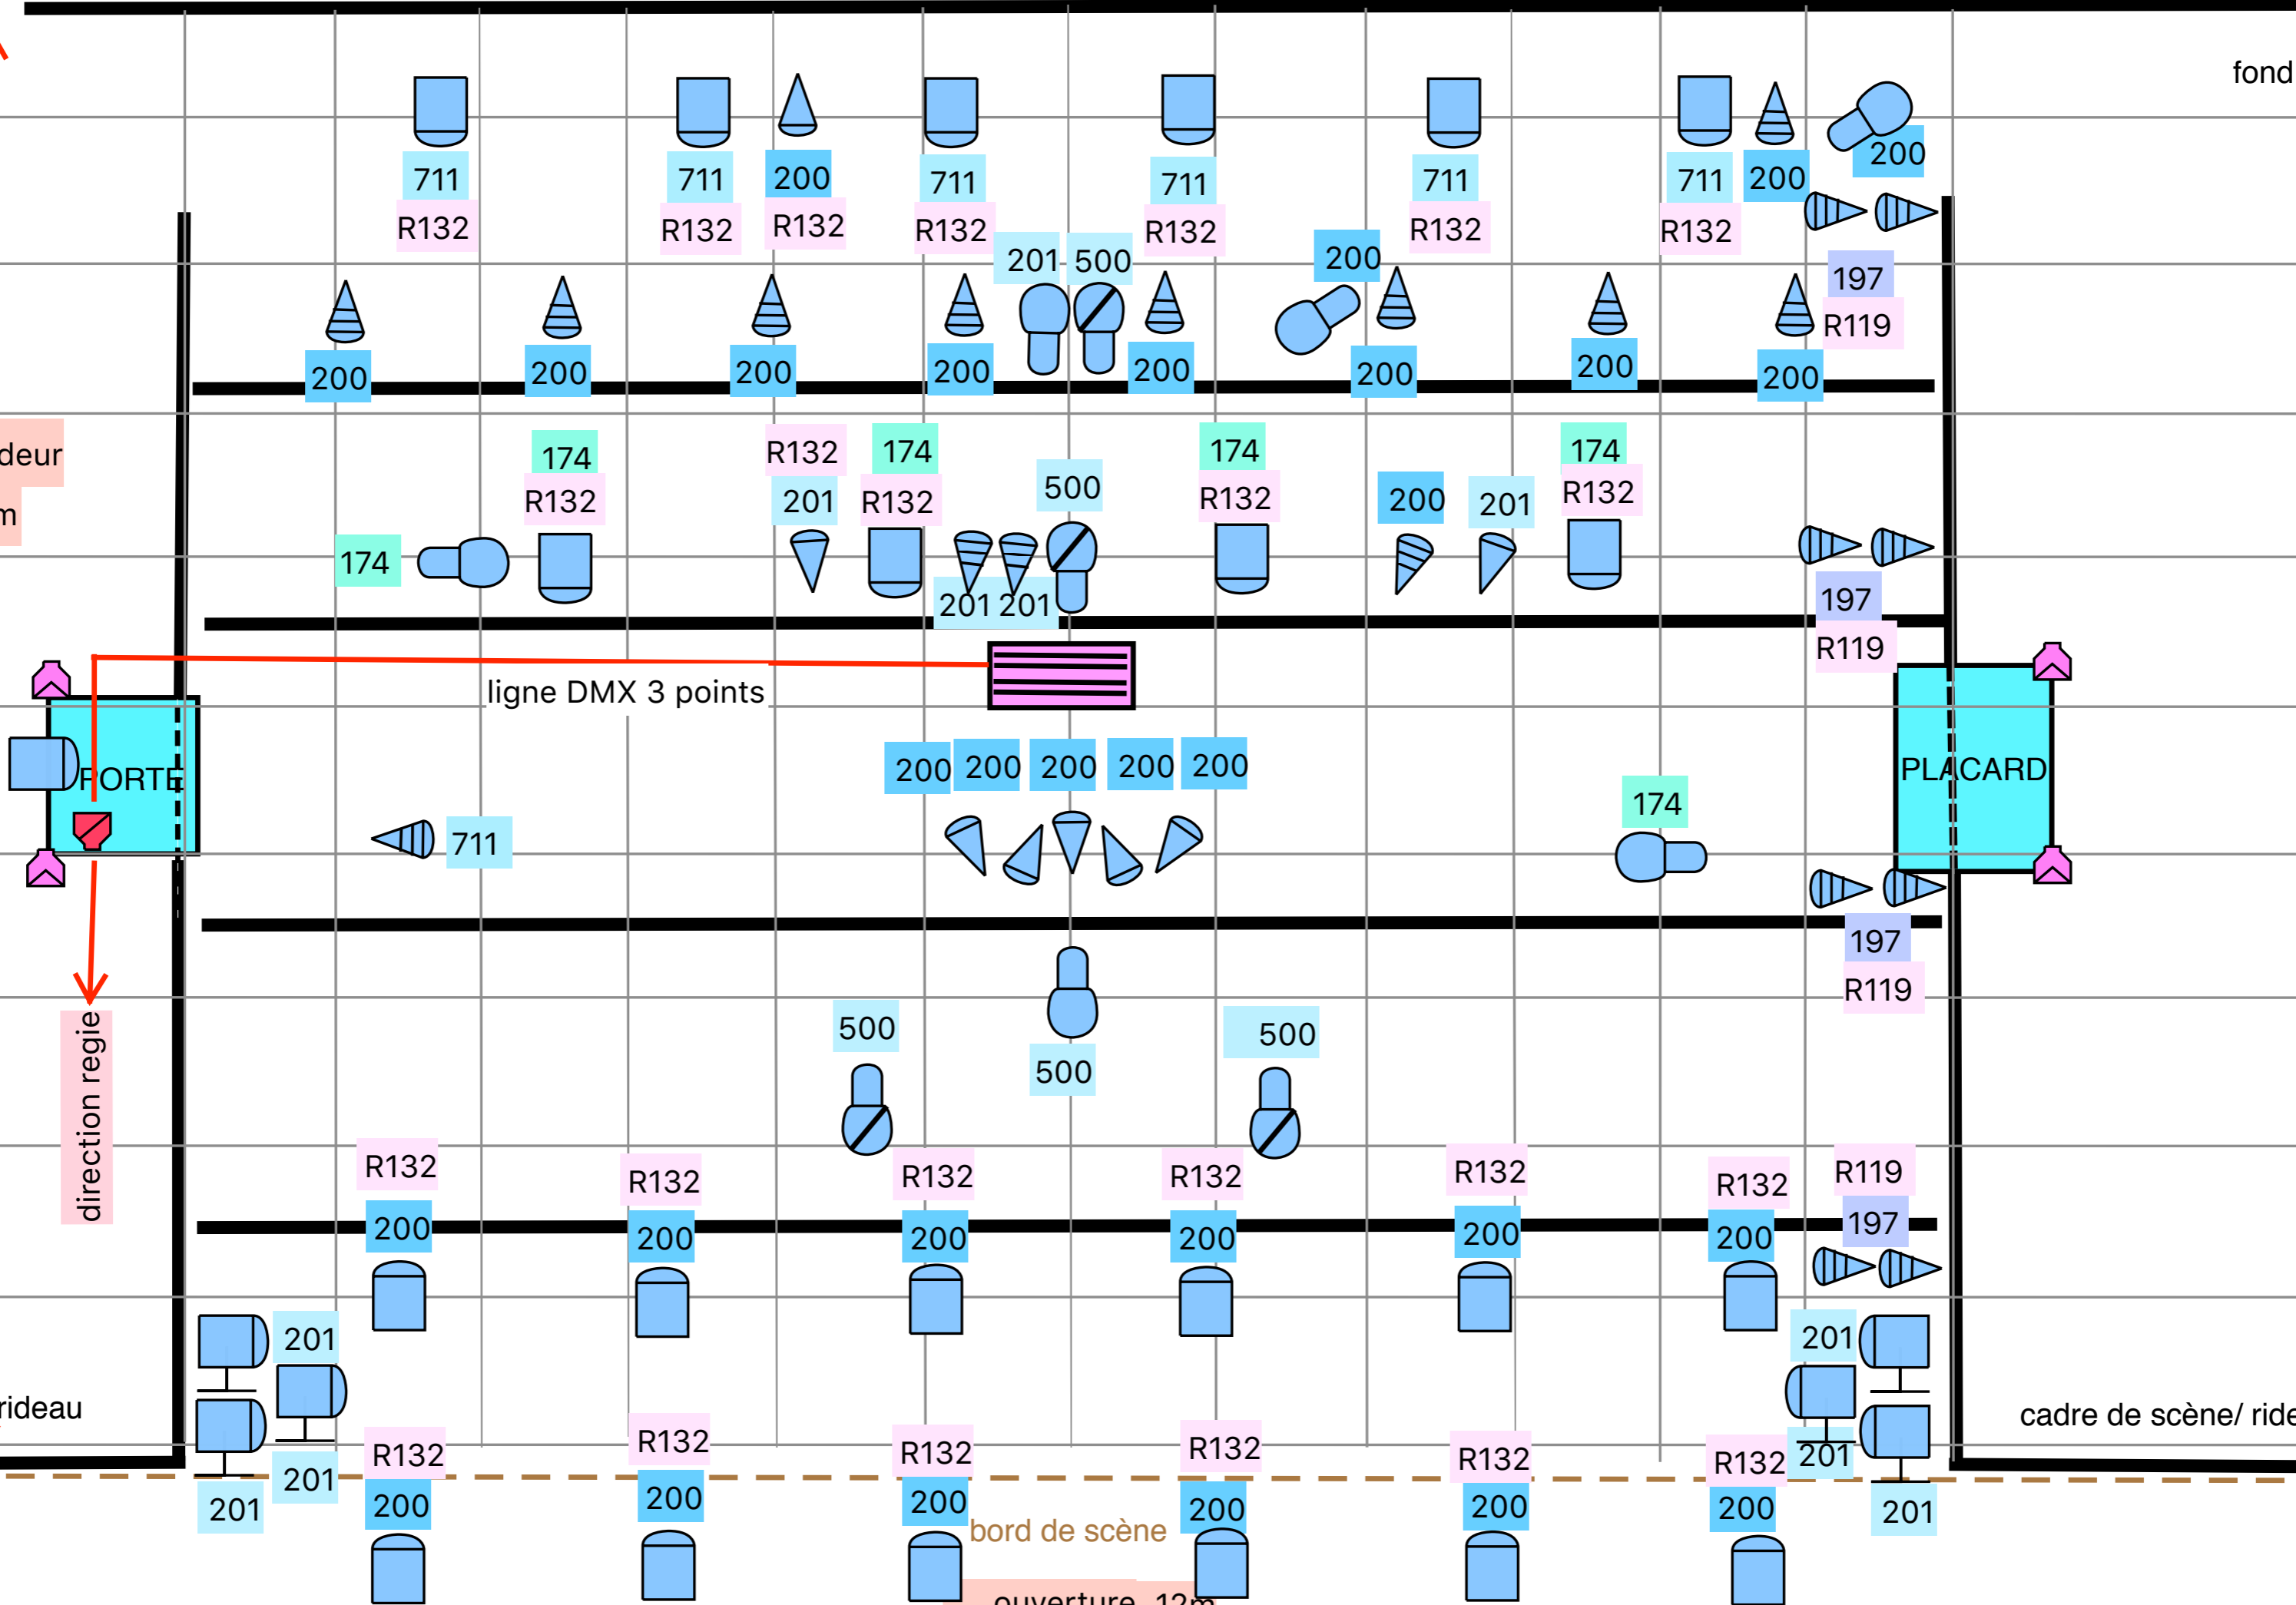 fond
200
711
711
200
711
711
711
711
200
R132
R132
R132
R132
R132
R132
R132
201
500
200
197
R119
200
200
200
200
200
200
200
200
deur
m
174
R132
R132
201
174
R132
500
174
R132
200
201
174
R132
174
201
201
197
R119
ligne DMX 3 points
PORTE
PLACARD
200
200
200
200
200
711
174
197
R119
500
500
500
direction regie
R132
R132
R132
R132
R132
R132
R119
200
200
200
200
200
200
197
201
201
rideau
cadre de scène/ ride
R132
R132
R132
R132
R132
R132
201
201
201
200
200
200
200
200
200
201
bord de scène
ouverture 12m